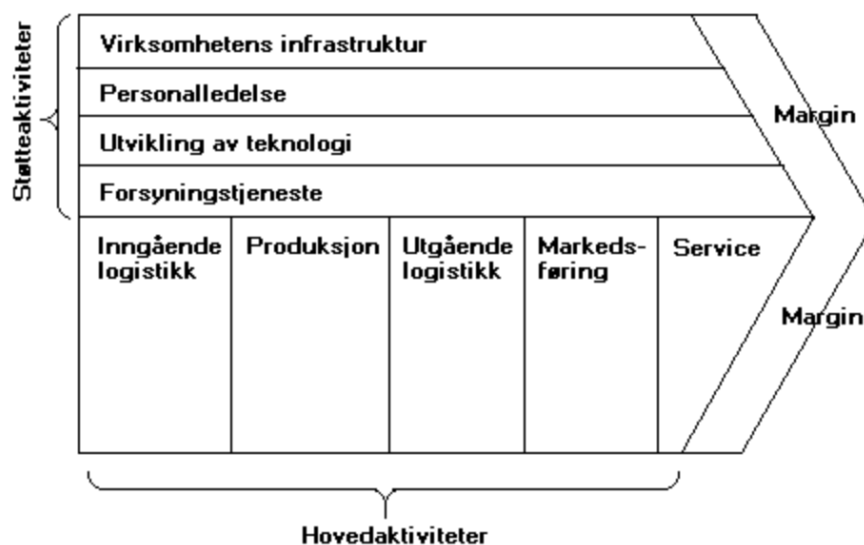 Støtteaktiviteter
Virksomhetens infrastruktur
Personalledelse
Utvikling av teknologi
Forsyningstjeneste
Margin
Inngående
logistikk
Produksjon
Utgående
logistikk
Markeds-
føring
Service
Margin
Hovedaktiviteter